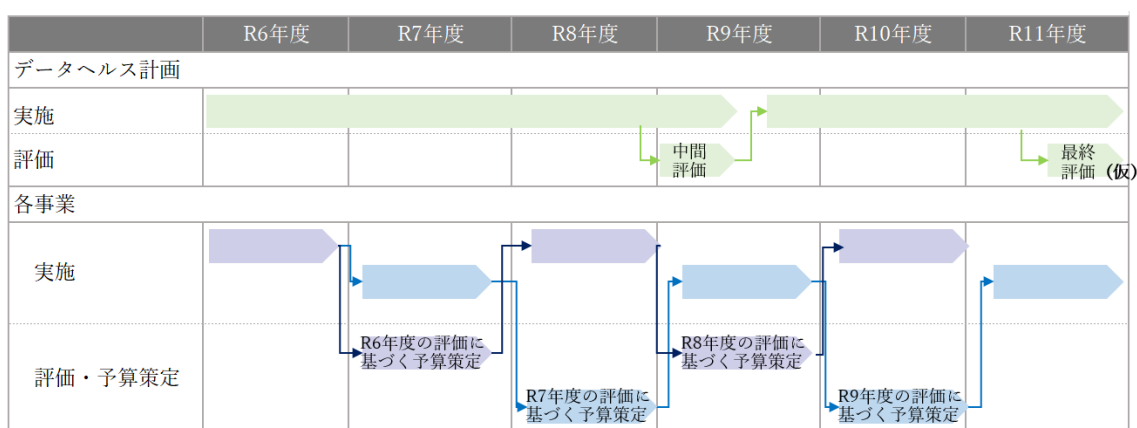 R6年度 R7年度 R8年度 R9年度 R10年度 R11年度
データヘルス計画
実施
評価
中間
評価
最終
評価（仮）
各事業
実施
評価・予算策定
R6年度の評価に
基づく予算策定
R8年度の評価に
基づく予算策定
R7年度の評価に
基づく予算策定
R9年度の評価に
基づく予算策定